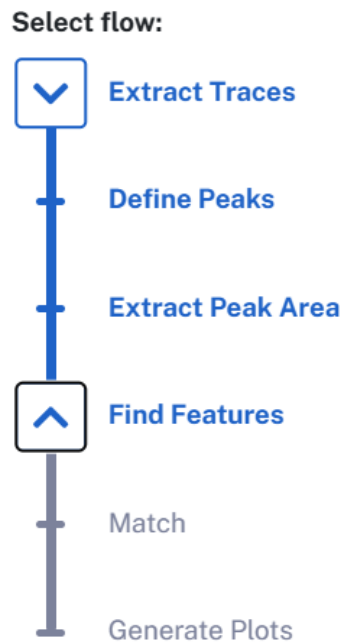 Select flow:
Extract Traces
Define Peaks
Extract Peak Area
Find Features
Match
Generate Plots